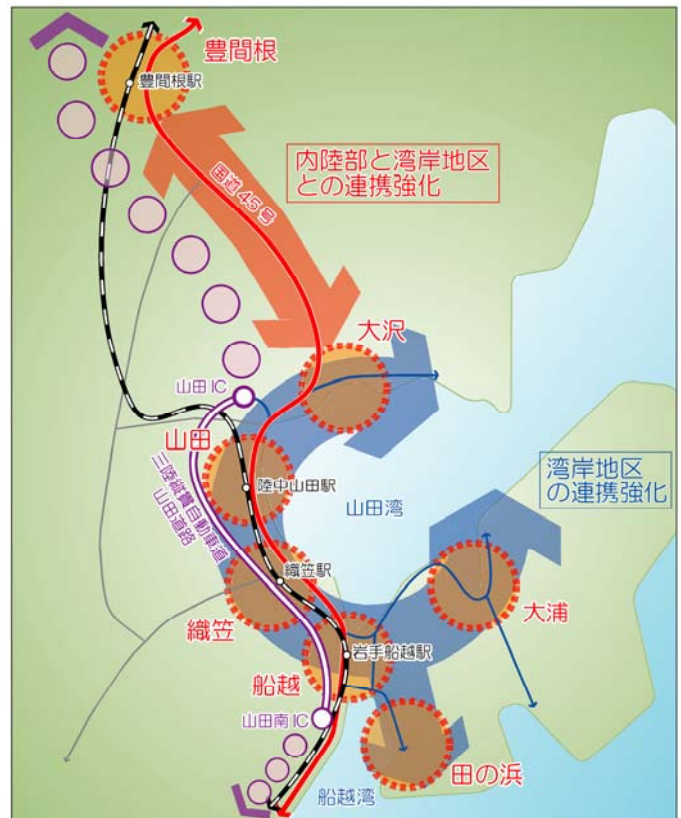 豊間根
豊間根駅
内陸部と湾岸地区
との連携強化
国道45号
大沢
山田IC
山田
陸中山田駅
三陸縦貫自動車道
山田道路
山田湾
湾岸地区
の連携強化
織笠駅
織笠
大浦
岩手船越駅
船越
山田南IC
田の浜
船越湾